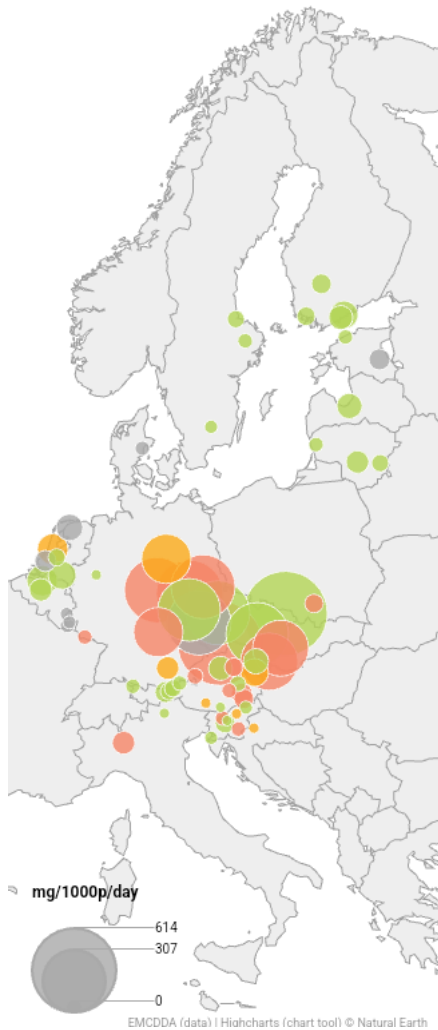 mg/1000p/day
614
307
0
EMCDDA (data) | Highcharts (chart tool) © Natural Earth